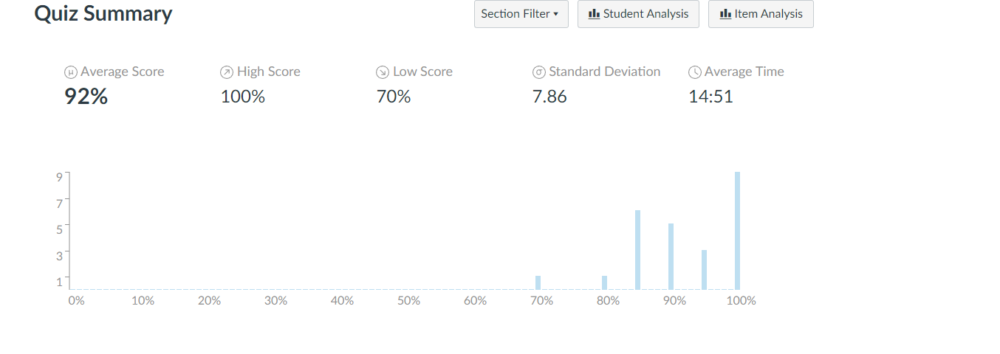 Quiz Summary
Section Filter ▾ Student Analysis Item Analysis
μ Average Score High Score Low Score σ Standard Deviation Average Time
92% 100% 70% 7.86 14:51
9
7
5
3
1
0% 10% 20% 30% 40% 50% 60% 70% 80% 90% 100%